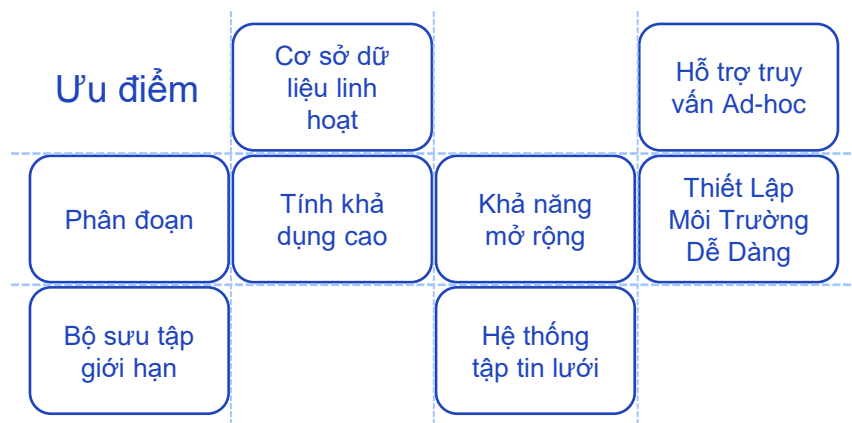 Ưu điểm
Cơ sở dữ
liệu linh
hoạt
Hỗ trợ truy
vấn Ad-hoc
Phân đoạn
Tính khả
dụng cao
Khả năng
mở rộng
Thiết Lập
Môi Trường
Dễ Dàng
Bộ sưu tập
giới hạn
Hệ thống
tập tin lưới